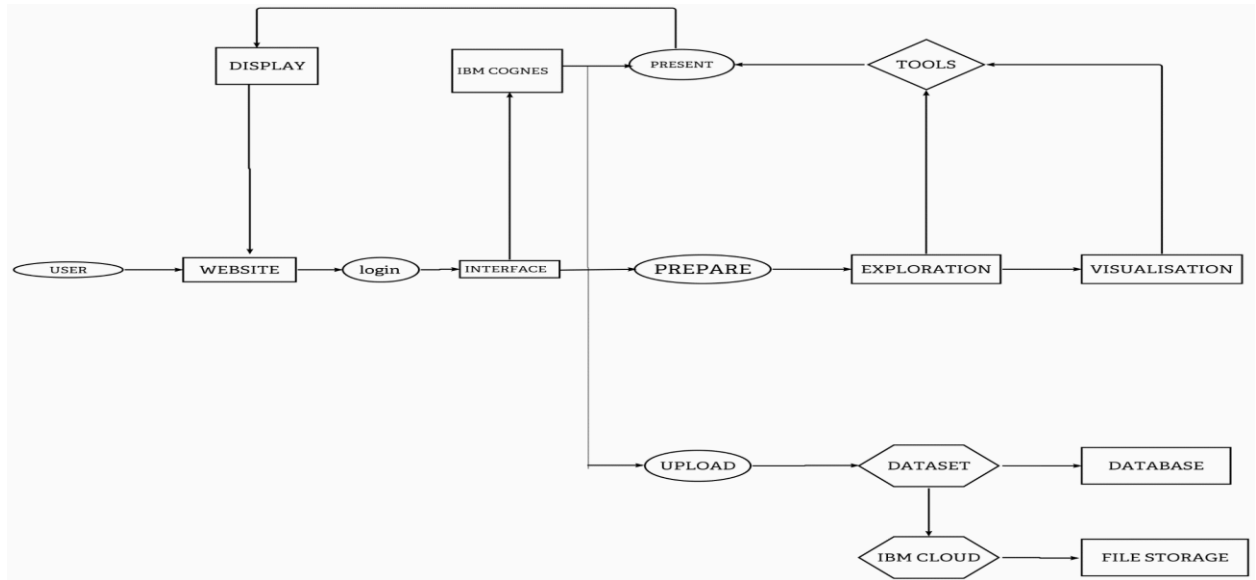 DISPLAY
IBM COGNES
PRESENT
TOOLS
USER
WEBSITE
login
INTERFACE
PREPARE
EXPLORATION
VISUALISATION
UPLOAD
DATASET
DATABASE
IBM CLOUD
FILE STORAGE